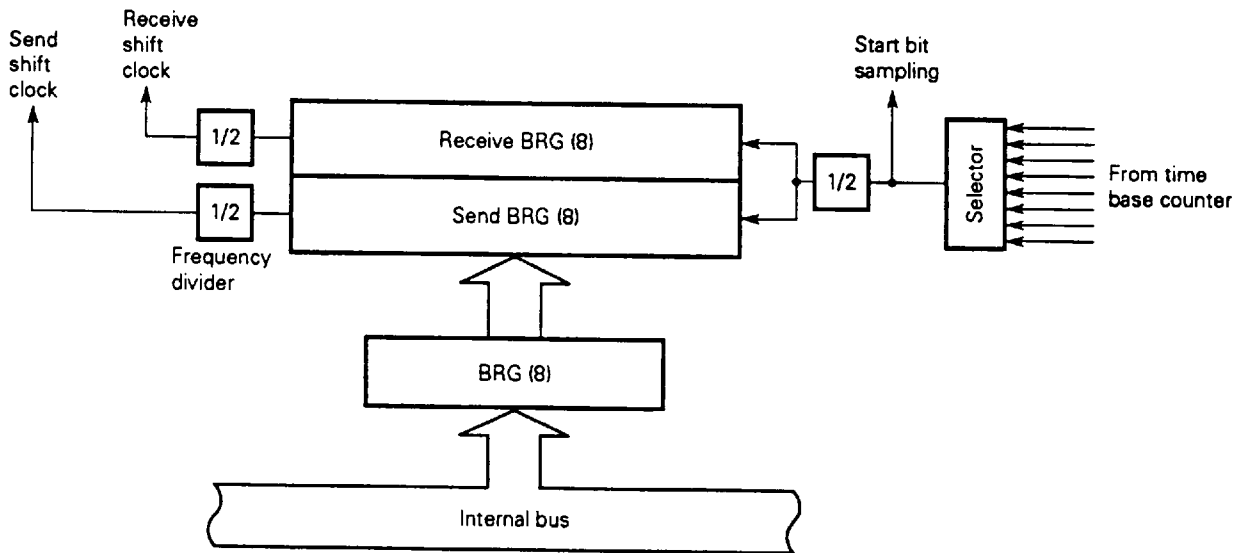 Send
shift
clock
Receive
shift
clock
1/2
1/2
Frequency
divider
Receive BRG (8)
Send BRG (8)
1/2
Start bit
sampling
Selector
From time
base counter
BRG (8)
Internal bus